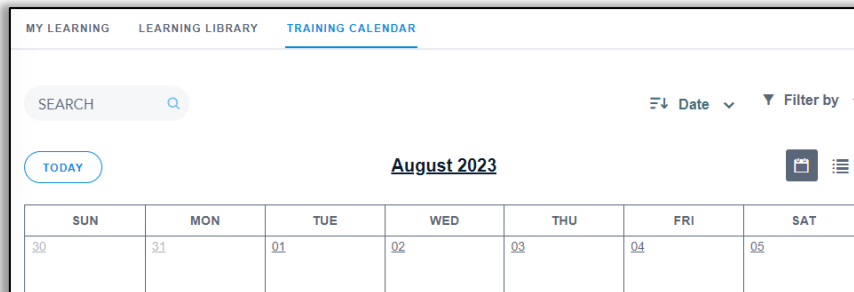 MY LEARNING LEARNING LIBRARY TRAINING CALENDAR
SEARCH Date Filter by
TODAY August 2023
SUN MON TUE WED THU FRI SAT
30 31 01 02 03 04 05